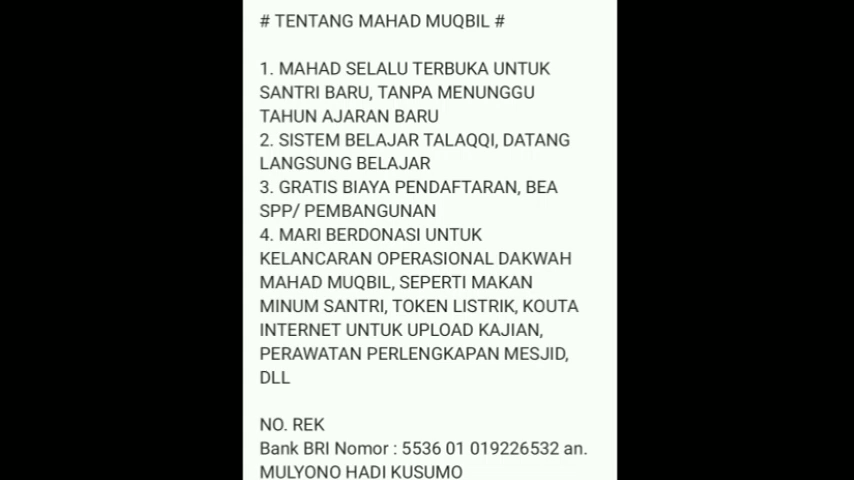 # TENTANG MAHAD MUQBIL #
1. MAHAD SELALU TERBUKA UNTUK
SANTRI BARU, TANPA MENUNGGU
TAHUN AJARAN BARU
2. SISTEM BELAJAR TALAQQI, DATANG
LANGSUNG BELAJAR
3. GRATIS BIAYA PENDAFTARAN, BEA
SPP/ PEMBANGUNAN
4. MARI BERDONASI UNTUK
KELANCARAN OPERASIONAL DAKWAH
MAHAD MUQBIL, SEPERTI MAKAN
MINUM SANTRI, TOKEN LISTRIK, KOUTA
INTERNET UNTUK UPLOAD KAJIAN,
PERAWATAN PERLENGKAPAN MESJID,
DLL
NO. REK
Bank BRI Nomor : 5536 01 019226532 an.
MULYONO HADI KUSUMO